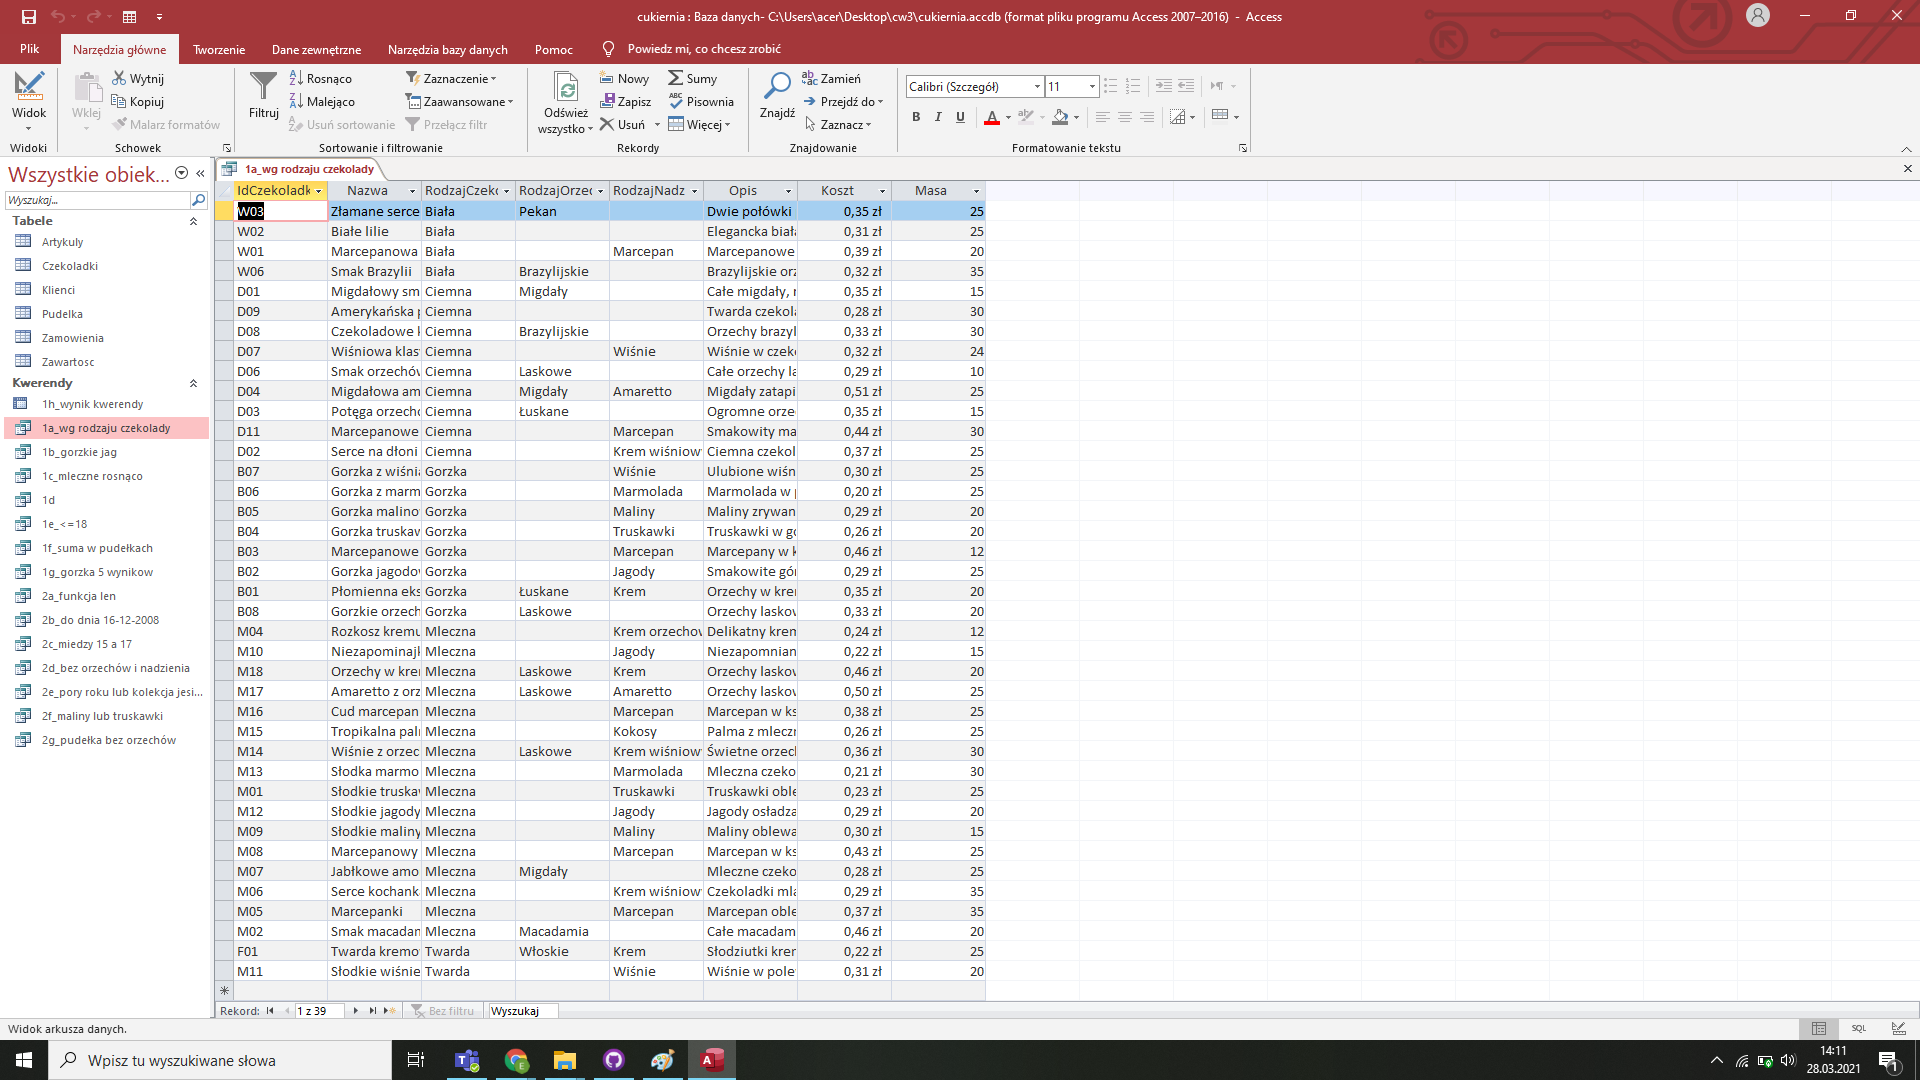 cukiernia : Baza danych- C:\Users\acer\Desktop\cw3\cukiernia.accdb (format pliku programu Access 2007–2016)  -  Access
Plik Narzędzia główne Tworzenie Dane zewnętrzne Narzędzia bazy danych Pomoc Powiedz mi, co chcesz zrobić
Widok
Widoki
Wklej
Wytnij
Kopiuj
Malarz formatów
Schowek
Filtruj
Rosnąco
Malejąco
Usuń sortowanie
Zaznaczenie
Zaawansowane
Przełącz filtr
Sortowanie i filtrowanie
Odśwież
wszystko
Nowy
Zapisz
Usuń
Sumy
Pisownia
Więcej
Rekordy
Znajdź
Zamień
Przejdź do
Zaznacz
Znajdowanie
Calibri (Szczegół) 11
B I U
Formatowanie tekstu
Wszystkie obiek...
Wyszukaj...
Tabele
Artykuly
Czekoladki
Klienci
Pudelka
Zamowienia
Zawartosc
Kwerendy
1h_wynik kwerendy
1a_wg rodzaju czekolady
1b_gorzkie jag
1c_mleczne rosnąco
1d
1e_<=18
1f_suma w pudełkach
1g_gorzka 5 wynikow
2a_funkcja len
2b_do dnia 16-12-2008
2c_miedzy 15 a 17
2d_bez orzechów i nadzienia
2e_pory roku lub kolekcja jesi...
2f_maliny lub truskawki
2g_pudełka bez orzechów
1a_wg rodzaju czekolady
IdCzekoladk Nazwa RodzajCzeko RodzajOrzec RodzajNadz Opis Koszt Masa
W03 Złamane serce Biała Pekan Dwie połówki 0,35 zł 25
W02 Białe lilie Biała Elegancka biała 0,31 zł 25
W01 Marcepanowa Biała Marcepan Marcepanowe 0,39 zł 20
W06 Smak Brazylii Biała Brazylijskie Brazylijskie orz 0,32 zł 35
D01 Migdałowy sm Ciemna Migdały Całe migdały, r 0,35 zł 15
D09 Amerykańska p Ciemna Twarda czekola 0,28 zł 30
D08 Czekoladowe k Ciemna Brazylijskie Orzechy brazyl 0,33 zł 30
D07 Wiśniowa klas Ciemna Wiśnie Wiśnie w czeko 0,32 zł 24
D06 Smak orzechów Ciemna Laskowe Całe orzechy la 0,29 zł 10
D04 Migdałowa am Ciemna Migdały Amaretto Migdały zatapi 0,51 zł 25
D03 Potęga orzecho Ciemna Łuskane Ogromne orze 0,35 zł 15
D11 Marcepanowe Ciemna Marcepan Smakowity ma 0,44 zł 30
D02 Serce na dłoni Ciemna Krem wiśniow Ciemna czekol 0,37 zł 25
B07 Gorzka z wiśnia Gorzka Wiśnie Ulubione wiśn 0,30 zł 25
B06 Gorzka z marm Gorzka Marmolada Marmolada w p 0,20 zł 25
B05 Gorzka malino Gorzka Maliny Maliny zrywan 0,29 zł 20
B04 Gorzka truskaw Gorzka Truskawki Truskawki w go 0,26 zł 20
B03 Marcepanowe Gorzka Marcepan Marcepany w k 0,46 zł 12
B02 Gorzka jagodo Gorzka Jagody Smakowite gór 0,29 zł 25
B01 Płomienna eks Gorzka Łuskane Krem Orzechy w kre 0,35 zł 20
B08 Gorzkie orzech Gorzka Laskowe Orzechy laskow 0,33 zł 20
M04 Rozkosz kremu Mleczna Krem orzechow Delikatny krem 0,24 zł 12
M10 Niezapominajk Mleczna Jagody Niezapomnian 0,22 zł 15
M18 Orzechy w krem Mleczna Laskowe Krem Orzechy laskow 0,46 zł 20
M17 Amaretto z orz Mleczna Laskowe Amaretto Orzechy laskow 0,50 zł 25
M16 Cud marcepan Mleczna Marcepan Marcepan w ks 0,38 zł 25
M15 Tropikalna pal Mleczna Kokosy Palma z mlecz 0,26 zł 25
M14 Wiśnie z orzec Mleczna Laskowe Krem wiśniow Świetne orzech 0,36 zł 30
M13 Słodka marmo Mleczna Marmolada Mleczna czeko 0,21 zł 30
M01 Słodkie truskaw Mleczna Truskawki Truskawki oble 0,23 zł 25
M12 Słodkie jagody Mleczna Jagody Jagody osładza 0,29 zł 20
M09 Słodkie maliny Mleczna Maliny Maliny oblewa 0,30 zł 15
M08 Marcepanowy Mleczna Marcepan Marcepan w ks 0,43 zł 25
M07 Jabłkowe amo Mleczna Migdały Mleczne czeko 0,28 zł 25
M06 Serce kochank Mleczna Krem wiśniow Czekoladki mla 0,29 zł 35
M05 Marcepanki Mleczna Marcepan Marcepan oble 0,37 zł 35
M02 Smak macadam Mleczna Macadamia Całe macadam 0,46 zł 20
F01 Twarda kremo Twarda Włoskie Krem Słodziutki krem 0,22 zł 25
M11 Słodkie wiśnie Twarda Wiśnie Wiśnie w pole 0,31 zł 20
Rekord: 1 z 39 Bez filtru Wyszukaj
Widok arkusza danych.
SQL
Wpisz tu wyszukiwane słowa
14:11
28.03.2021
1